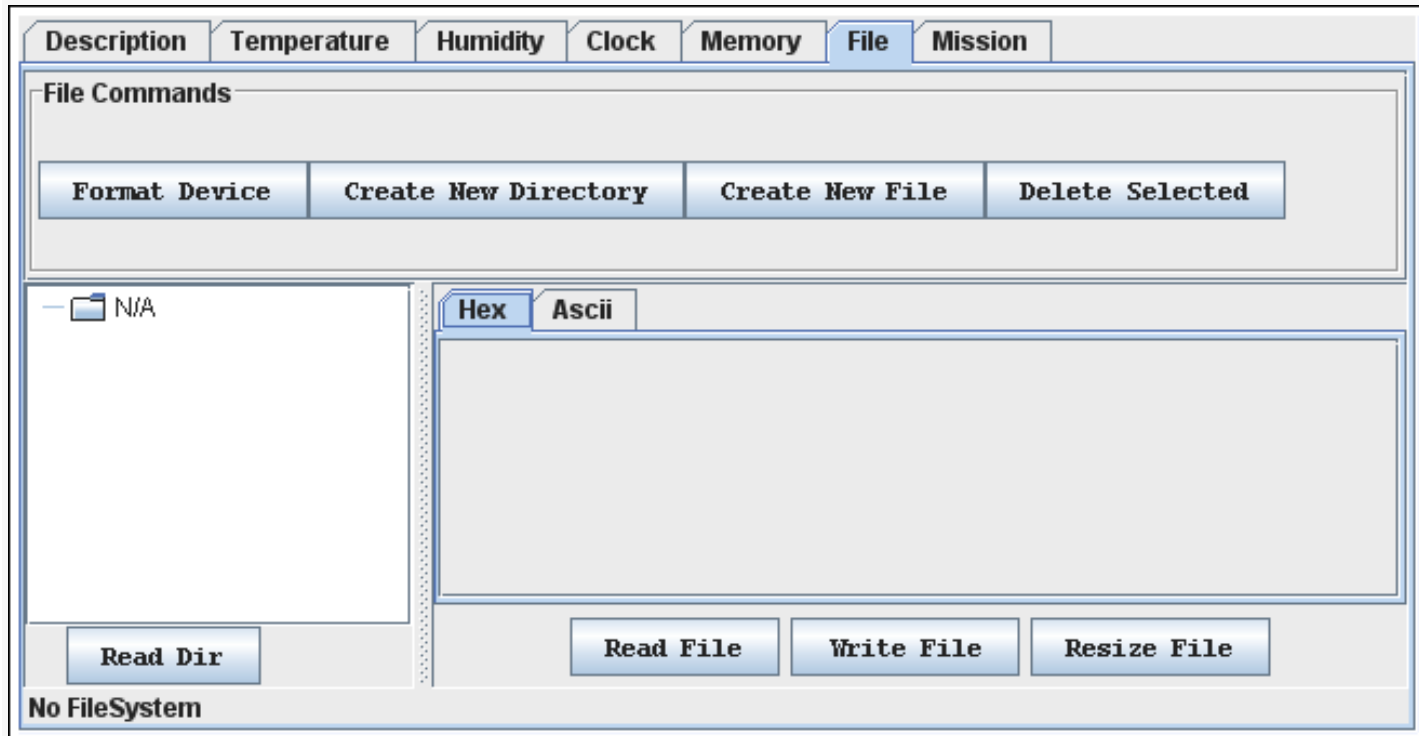 Description Temperature Humidity Clock Memory File Mission
File Commands
Format Device Create New Directory Create New File Delete Selected
N/A
Hex Ascii
Read File Write File Resize File
Read Dir
No FileSystem